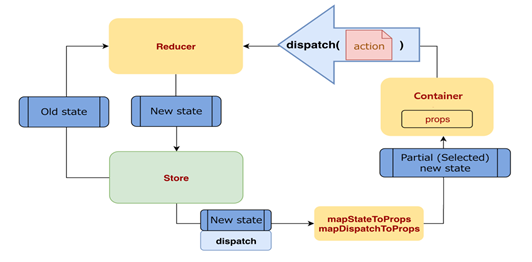 Reducer
dispatch( action )
Old state
New state
Container
props
Partial (Selected)
new state
Store
New state
dispatch
mapStateToProps
mapDispatchToProps